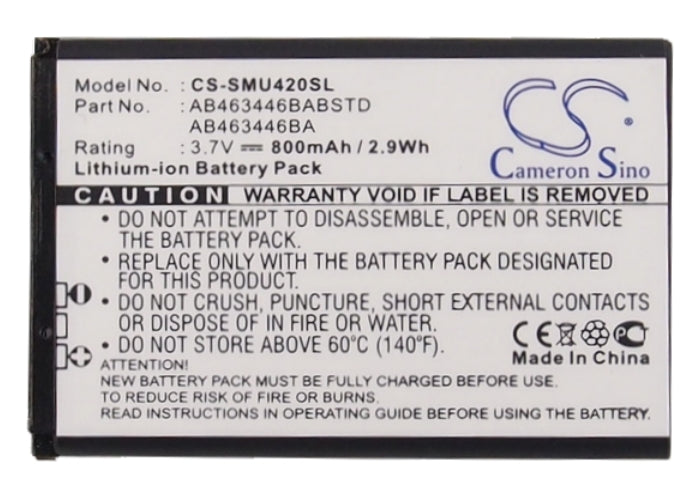 Model No. : CS-SMU420SL
Part No. : AB463446BABSTD
AB463446BA
Rating : 3.7V 800mAh / 2.9Wh
Lithium-ion Battery Pack
CS
Cameron Sino
CAUTION WARRANTY VOID IF LABEL IS REMOVED
• DO NOT ATTEMPT TO DISASSEMBLE, OPEN OR SERVICE
THE BATTERY PACK.
• REPLACE ONLY WITH THE BATTERY PACK DESIGNATED
FOR THIS PRODUCT.
• DO NOT CRUSH, PUNCTURE, SHORT EXTERNAL CONTACTS
OR DISPOSE OF IN FIRE OR WATER.
• DO NOT STORE ABOVE 60°C (140°F).
CE
Made In China
ATTENTION!
NEW BATTERY PACK MUST BE FULLY CHARGED BEFORE USE
TO REDUCE RISK OF FIRE OR BURNS.
READ INSTRUCTIONS IN OPERATING GUIDE BEFORE USING THE BATTERY.